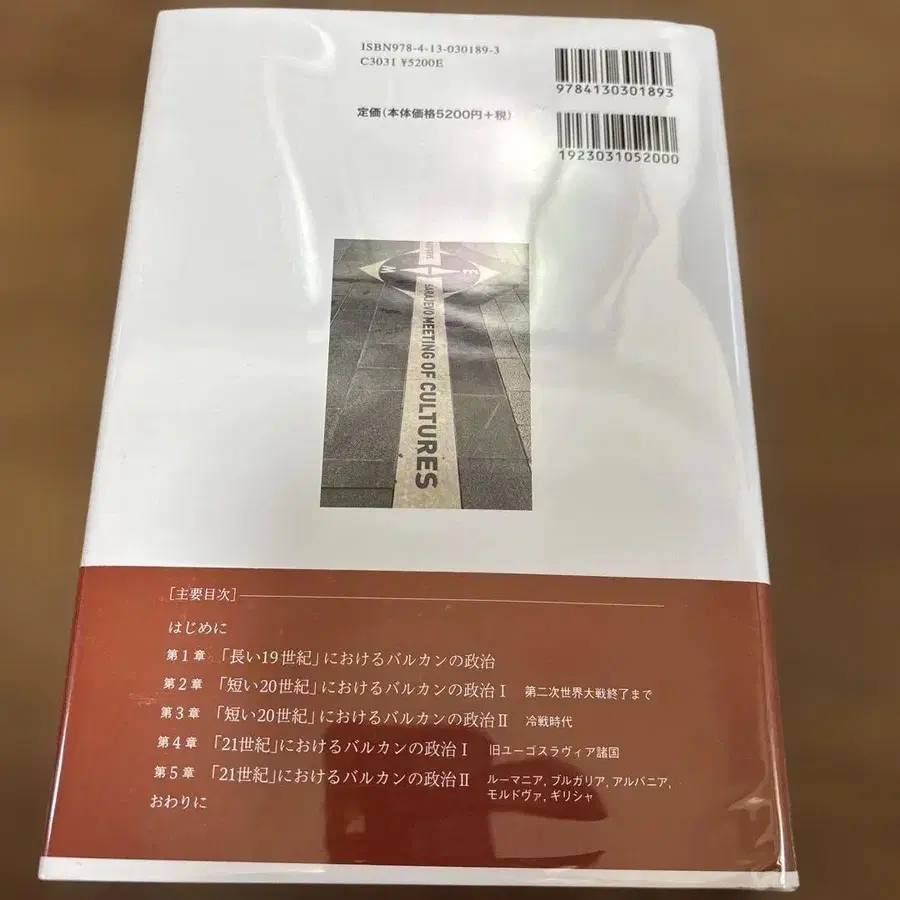 ISBN978-4-13-030189-3
C3031 ¥5200E
定価(本体価格5200円+税)
9784130301893
1923031052000
SARAJEVO MEETING OF CULTURES
[主要目次]
はじめに
第1章 「長い19世紀」におけるバルカンの政治
第2章 「短い20世紀」におけるバルカンの政治Ⅰ 第二次世界大戦終了まで
第3章 「短い20世紀」におけるバルカンの政治Ⅱ 冷戦時代
第4章 「21世紀」におけるバルカンの政治Ⅰ 旧ユーゴスラヴィア諸国
第5章 「21世紀」におけるバルカンの政治Ⅱ ルーマニア, ブルガリア, アルバニア,
モルドヴァ, ギリシャ
おわりに